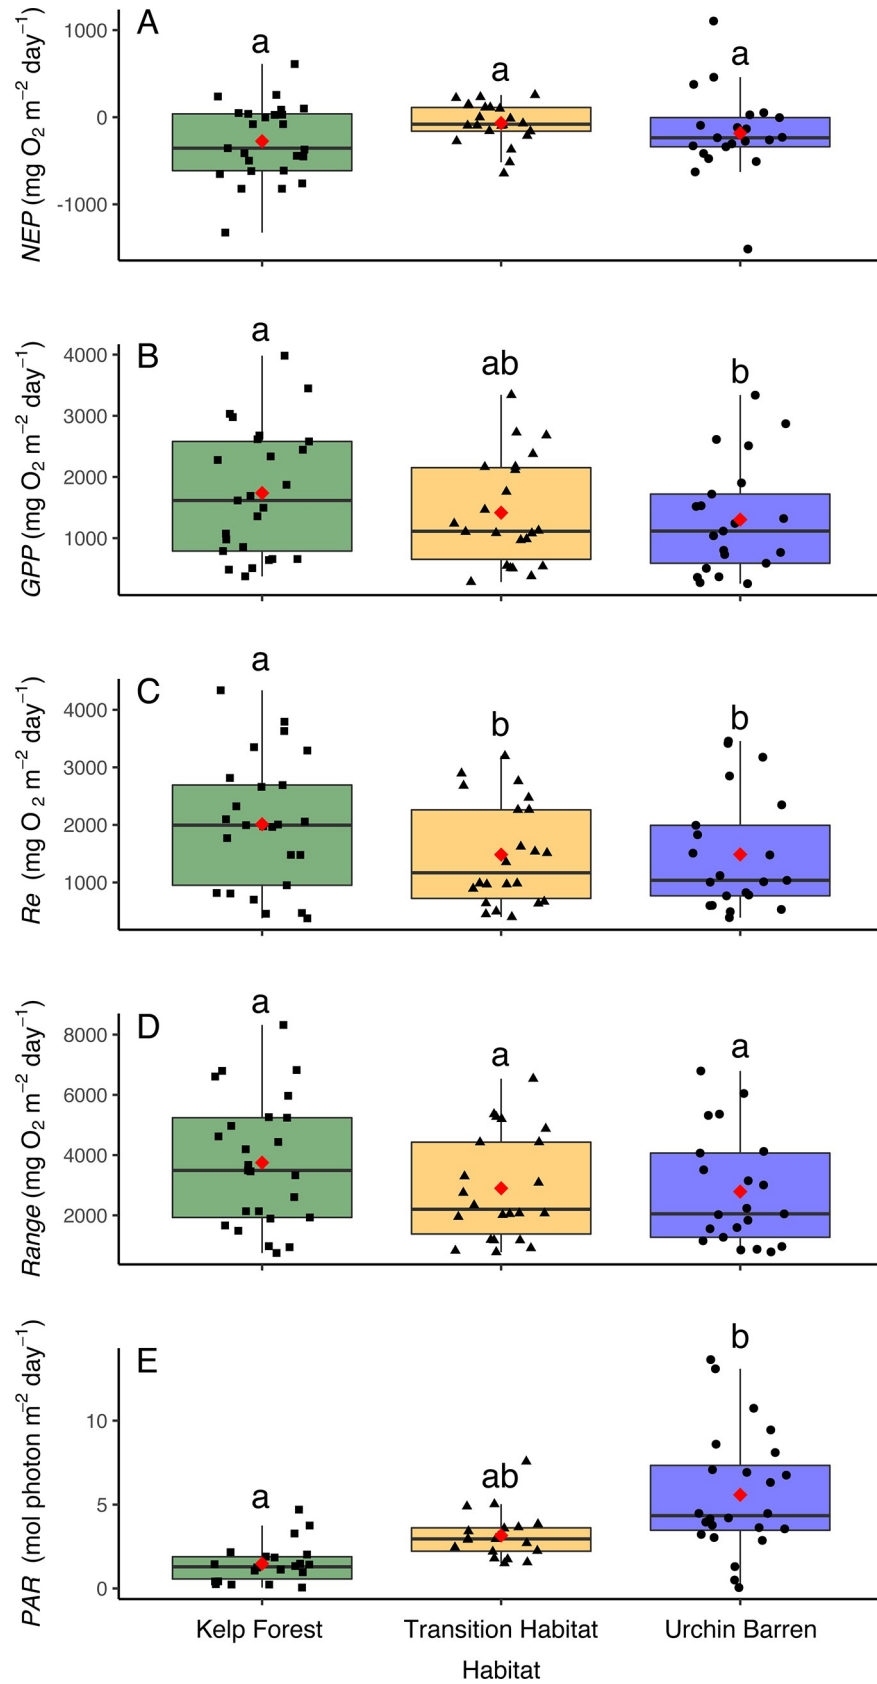 A
NEP (mg O₂ m⁻² day⁻¹)
1000
0
-1000
a
a
a
B
GPP (mg O₂ m⁻² day⁻¹)
4000
3000
2000
1000
a
ab
b
C
Re (mg O ₂ m⁻² day⁻¹)
4000
3000
2000
1000
a
b
b
D
Range (mg O₂ m⁻² day⁻¹)
8000
6000
4000
2000
a
a
a
E
PAR (mol photon m⁻² day⁻¹)
10
5
0
a
ab
b
Kelp Forest
Transition Habitat
Urchin Barren
Habitat